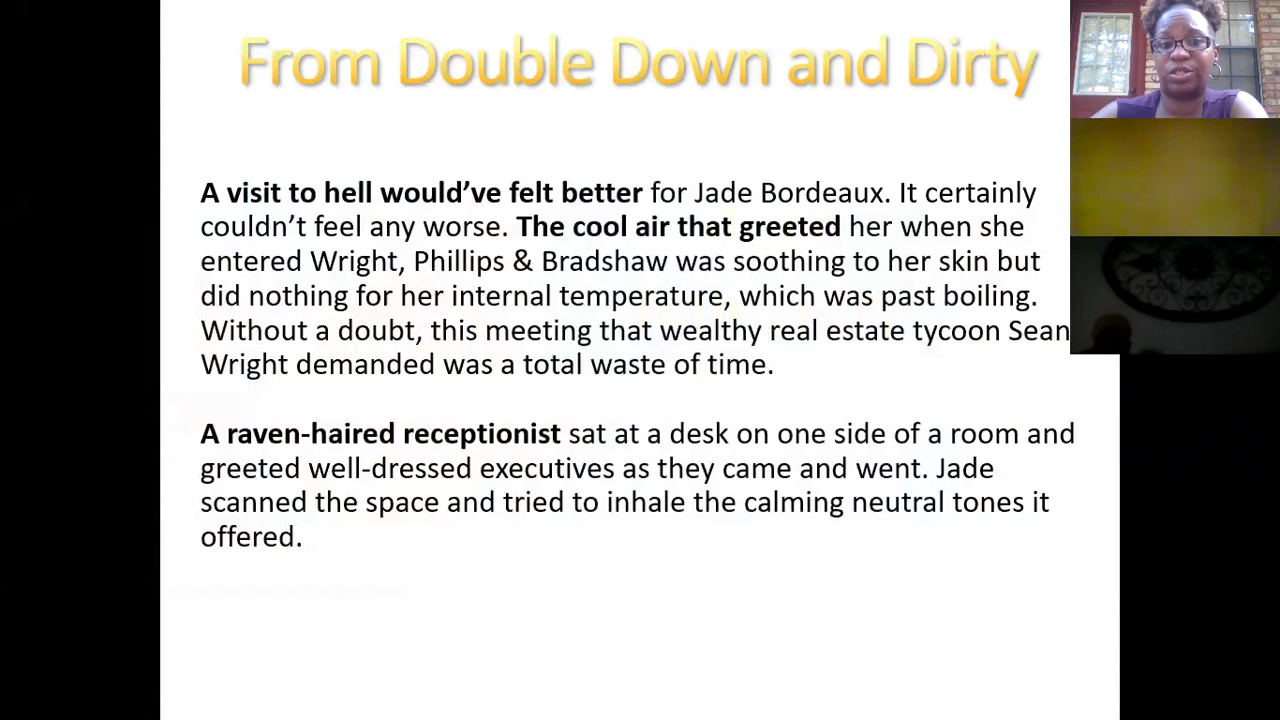 From Double Down and Dirty
A visit to hell would’ve felt better for Jade Bordeaux. It certainly
couldn’t feel any worse. The cool air that greeted her when she
entered Wright, Phillips & Bradshaw was soothing to her skin but
did nothing for her internal temperature, which was past boiling.
Without a doubt, this meeting that wealthy real estate tycoon Sean
Wright demanded was a total waste of time.
A raven-haired receptionist sat at a desk on one side of a room and
greeted well-dressed executives as they came and went. Jade
scanned the space and tried to inhale the calming neutral tones it
offered.